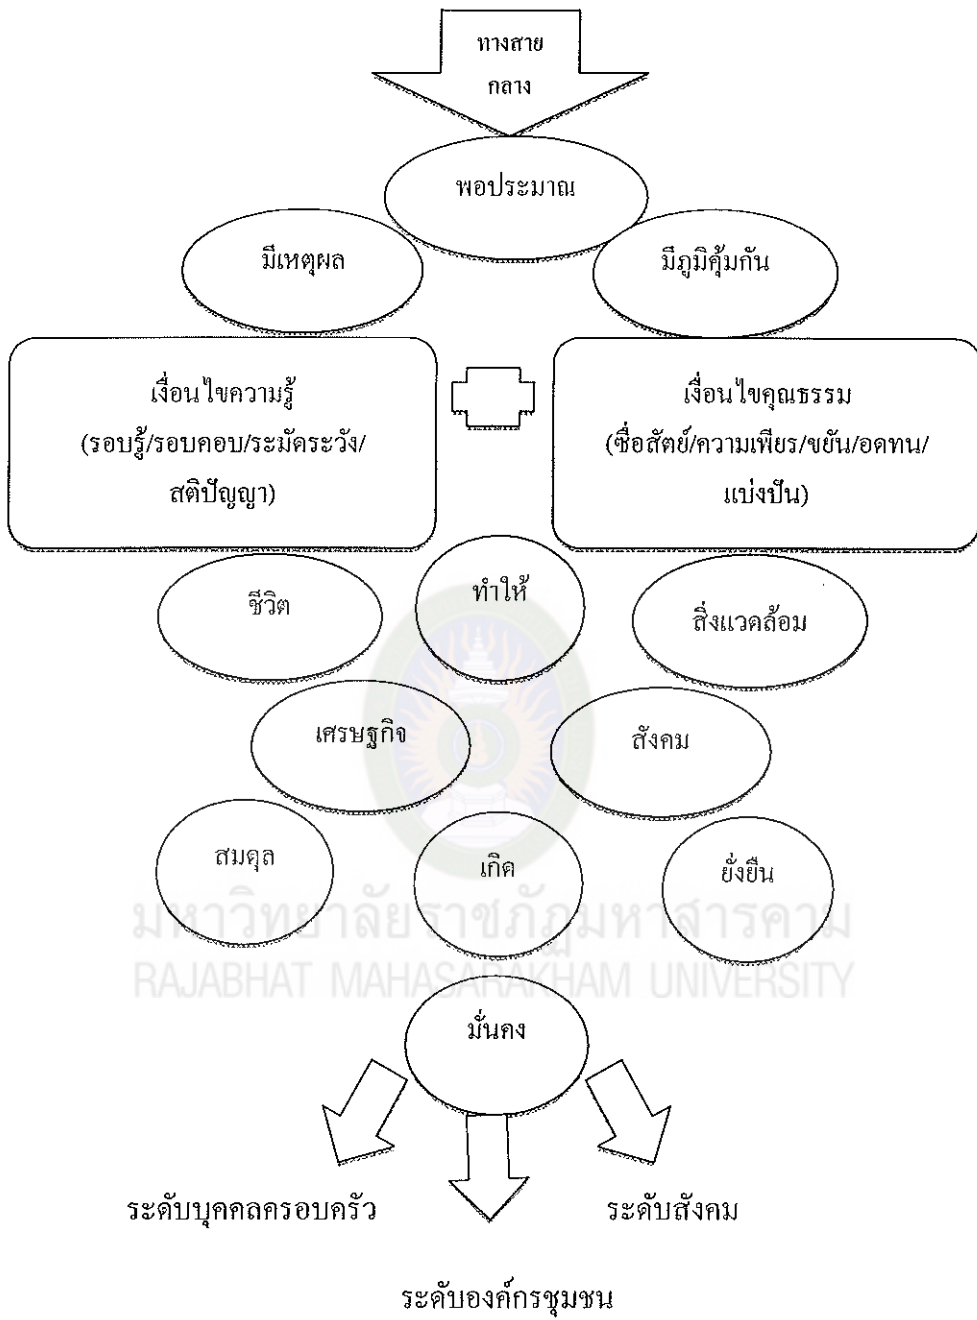 ทางสาย
กลาง
พอประมาณ
มีเหตุผล
มีภูมิคุ้มกัน
เงื่อนไขความรู้
(รอบรู้/รอบคอบ/ระมัดระวัง/
สติปัญญา)
เงื่อนไขคุณธรรม
(ซื่อสัตย์/ความเพียร/ขยัน/อดทน/
แบ่งปัน)
ชีวิต
ทำให้
สิ่งแวดล้อม
เศรษฐกิจ
สังคม
สมดุล
เกิด
ยั่งยืน
มหาวิทยาลัยราชภัฏมหาสารคาม
RAJABHAT MAHASARAKHAM UNIVERSITY
มั่นคง
ระดับบุคคลครอบครัว
ระดับสังคม
ระดับองค์กรชุมชน